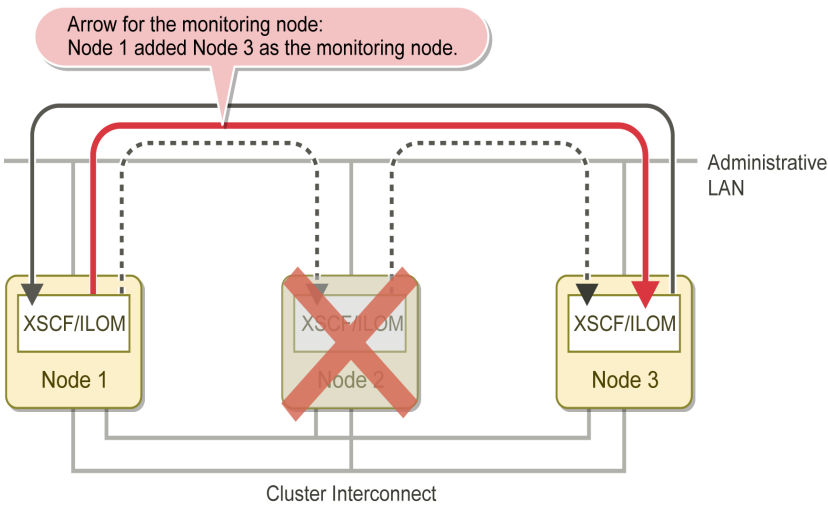 Arrow for the monitoring node:
Node 1 added Node 3 as the monitoring node.
Administrative
LAN
XSCF/ILOM
Node 1
XSCF/ILOM
Node 2
XSCF/ILOM
Node 3
Cluster Interconnect